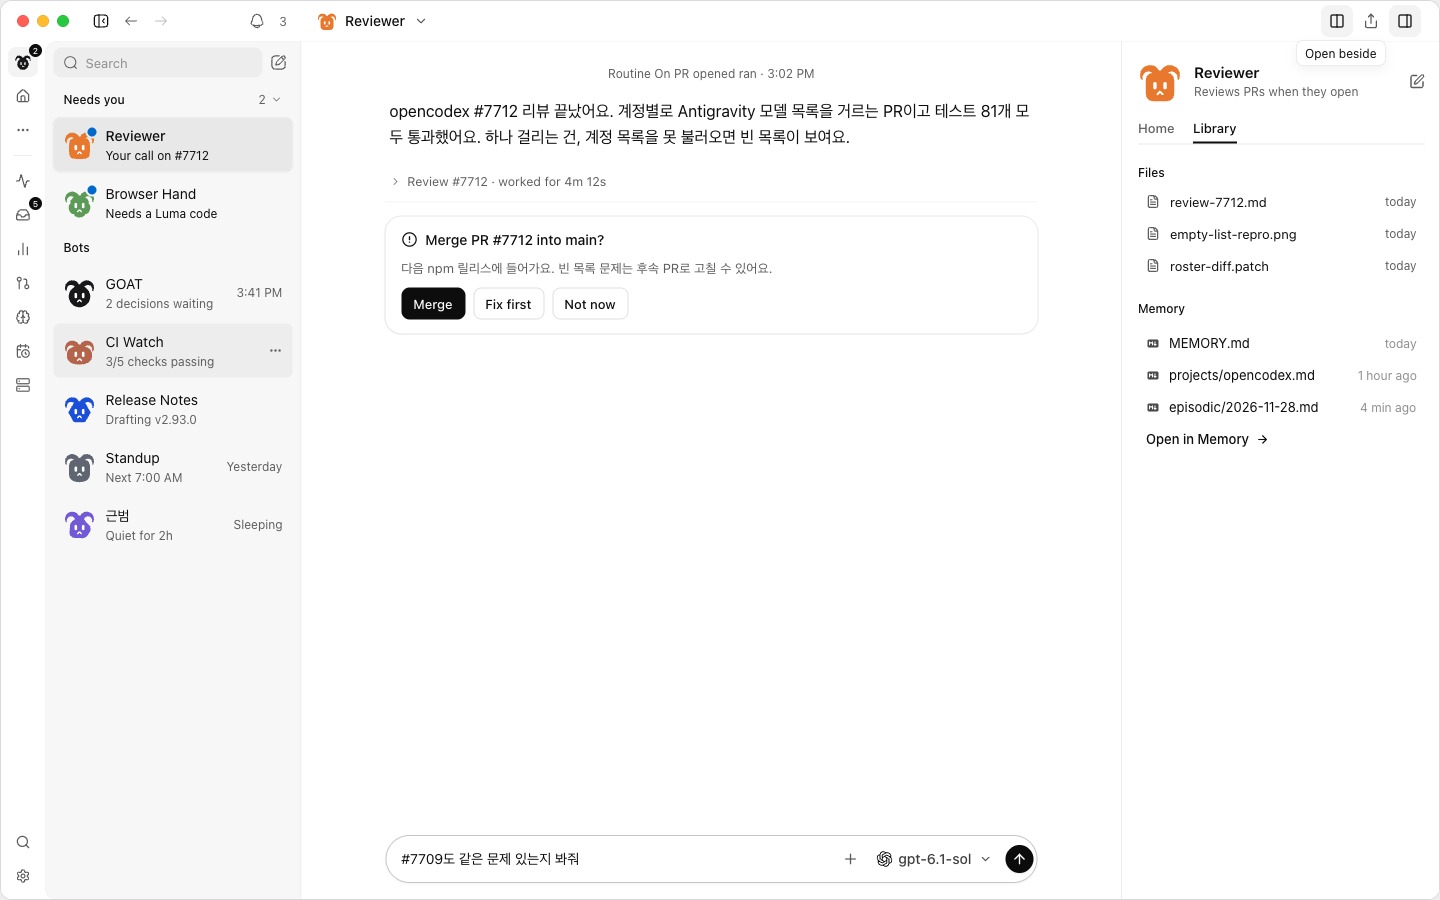 3
Reviewer
2
Search
Open beside
Needs you
2
Reviewer
Your call on #7712
Browser Hand
Needs a Luma code
5
Bots
GOAT
2 decisions waiting
3:41 PM
CI Watch
3/5 checks passing
Release Notes
Drafting v2.93.0
Standup
Next 7:00 AM
Yesterday
근범
Quiet for 2h
Sleeping
Routine On PR opened ran · 3:02 PM
opencodex #7712 리뷰 끝났어요. 계정별로 Antigravity 모델 목록을 거르는 PR이고 테스트 81개 모
두 통과했어요. 하나 걸리는 건, 계정 목록을 못 불러오면 빈 목록이 보여요.
Review #7712 · worked for 4m 12s
Merge PR #7712 into main?
다음 npm 릴리스에 들어가요. 빈 목록 문제는 후속 PR로 고칠 수 있어요.
Merge
Fix first
Not now
#7709도 같은 문제 있는지 봐줘
gpt-6.1-sol
Reviewer
Reviews PRs when they open
Home
Library
Files
review-7712.md
today
empty-list-repro.png
today
roster-diff.patch
today
Memory
MEMORY.md
today
projects/opencodex.md
1 hour ago
episodic/2026-11-28.md
4 min ago
Open in Memory →